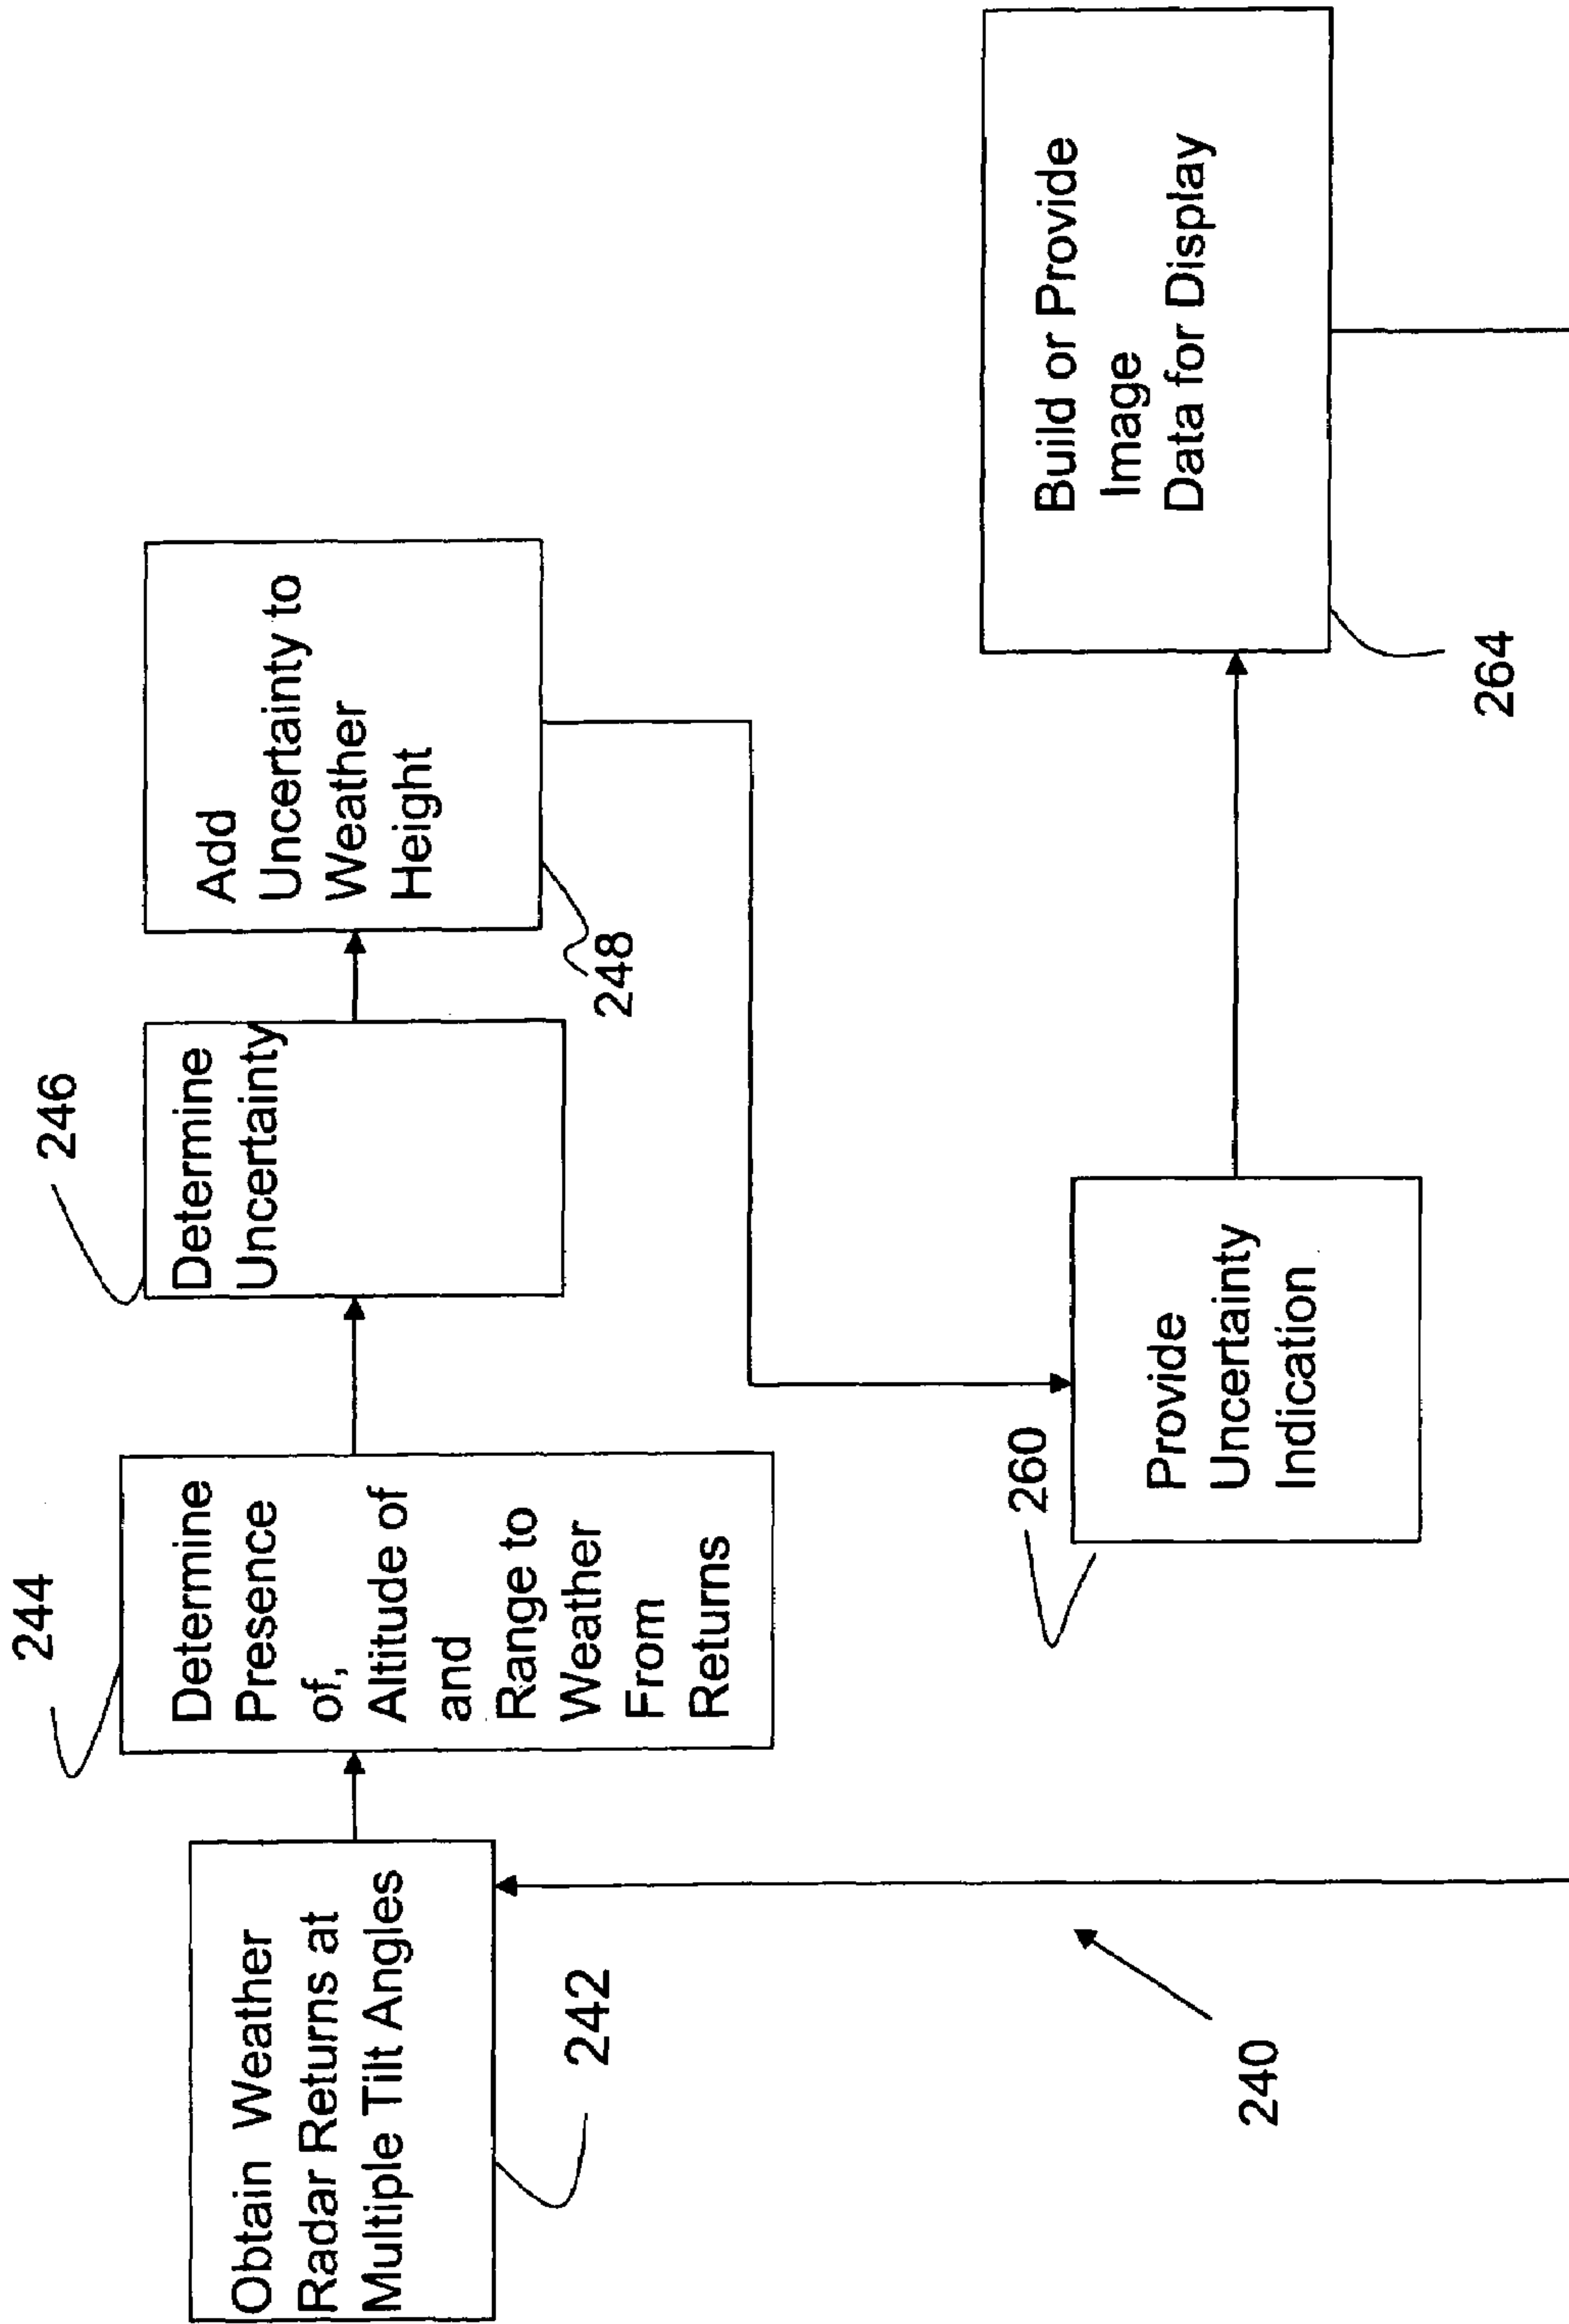 242
Obtain Weather
Radar Returns at
Multiple Tilt Angles
244
Determine
Presence
of,
Altitude of
and
Range to
Weather
From
Returns
246
Determine
Uncertainty
248
Add
Uncertainty to
Weather
Height
260
Provide
Uncertainty
Indication
264
Build or Provide
Image
Data for Display
240